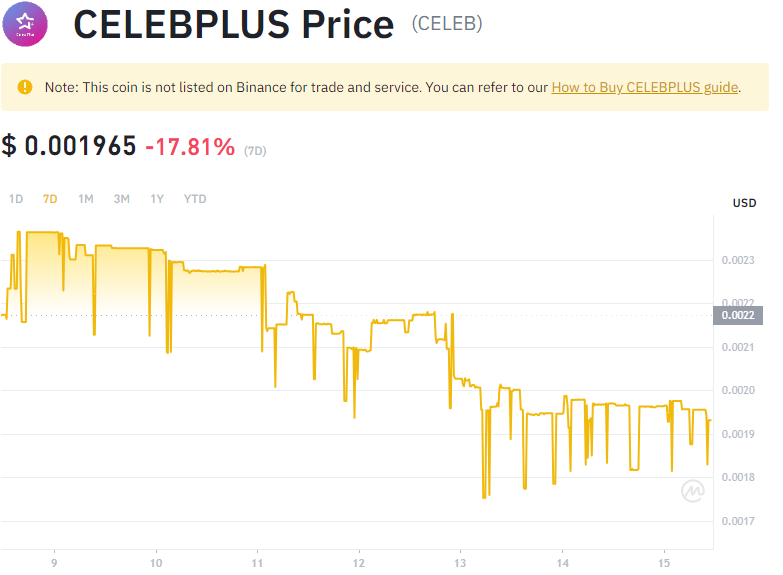 CELEBPLUS Price (CELEB)
Note: This coin is not listed on Binance for trade and service. You can refer to our How to Buy CELEBPLUS guide.
$ 0.001965 -17.81% (7D)
1D 7D 1M 3M 1Y YTD
USD
0.0023
0.0022
0.0022
0.0021
0.0020
0.0019
0.0018
0.0017
9 10 11 12 13 14 15